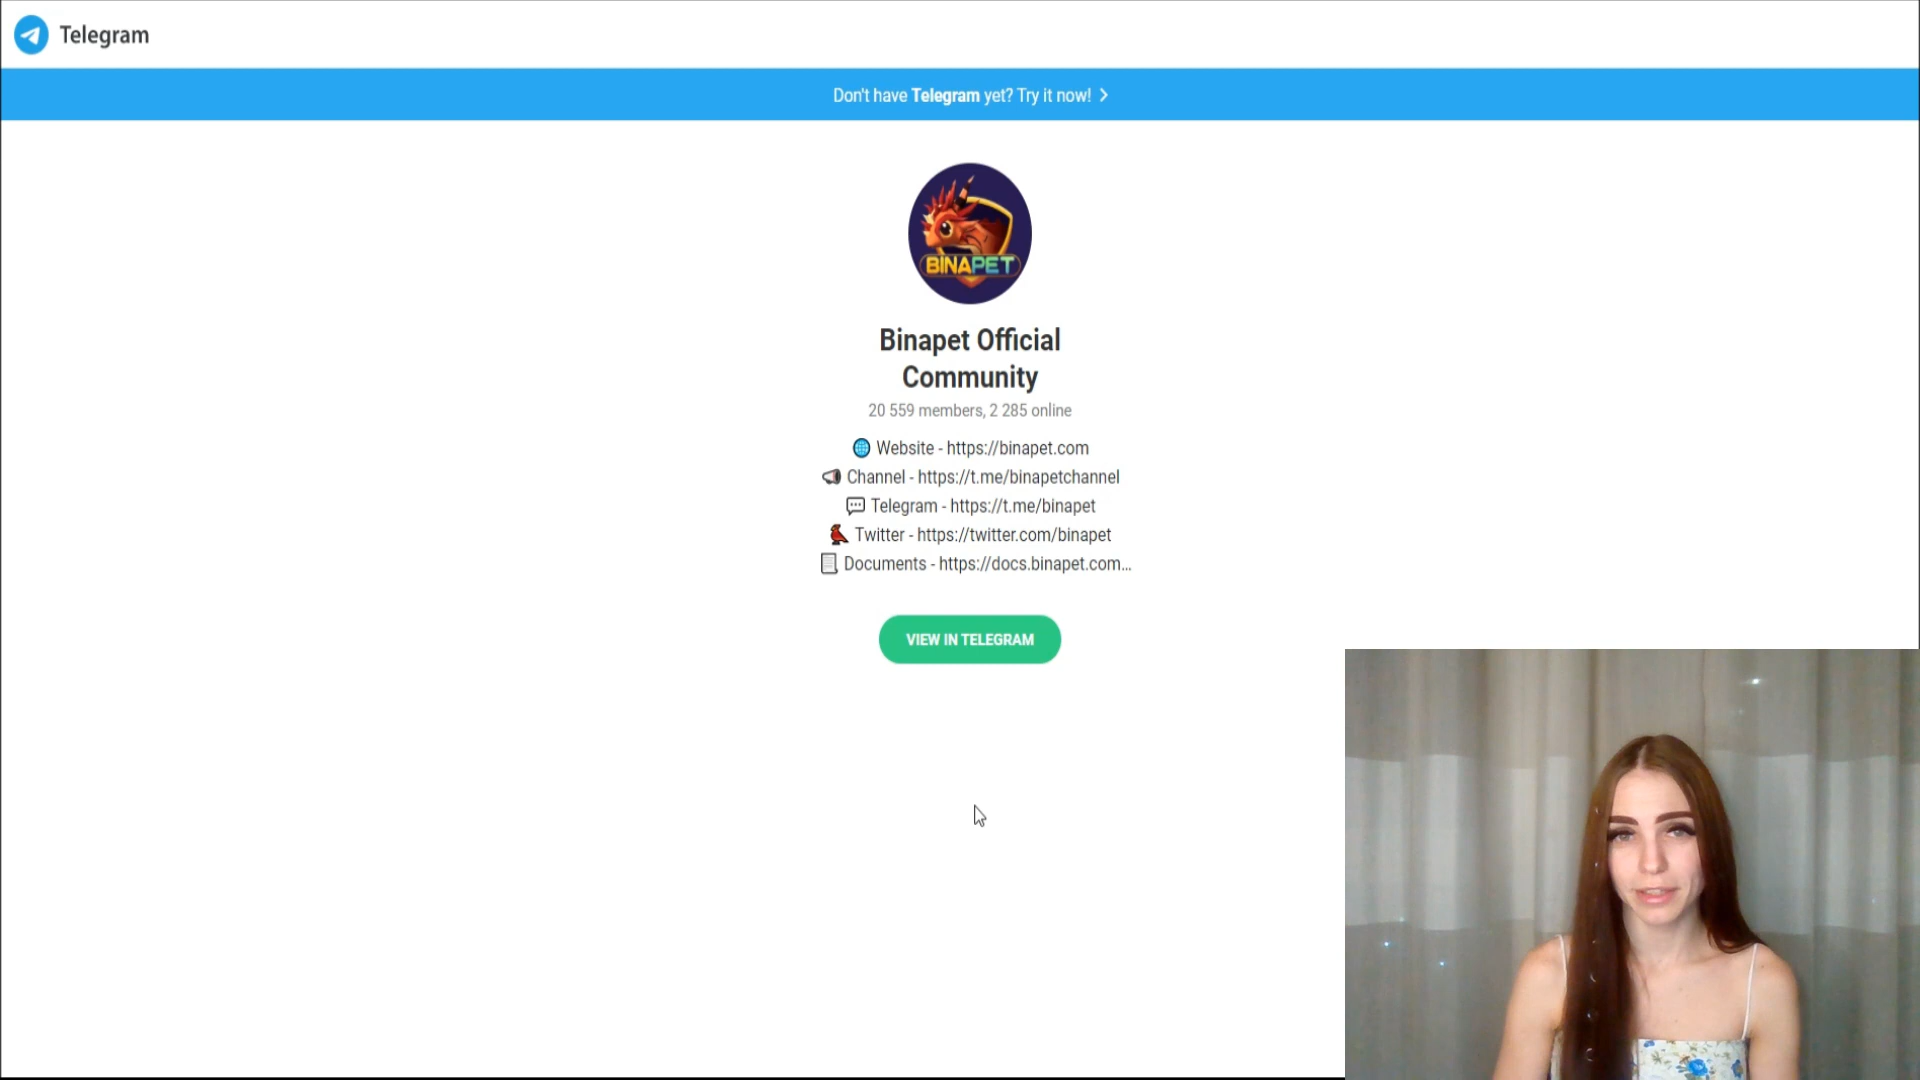 Telegram
Don't have Telegram yet? Try it now!
BINAPET
Binapet Official
Community
20 559 members, 2 285 online
Website - https://binapet.com
Channel - https://t.me/binapetchannel
Telegram - https://t.me/binapet
Twitter - https://twitter.com/binapet
Documents - https://docs.binapet.com...
VIEW IN TELEGRAM